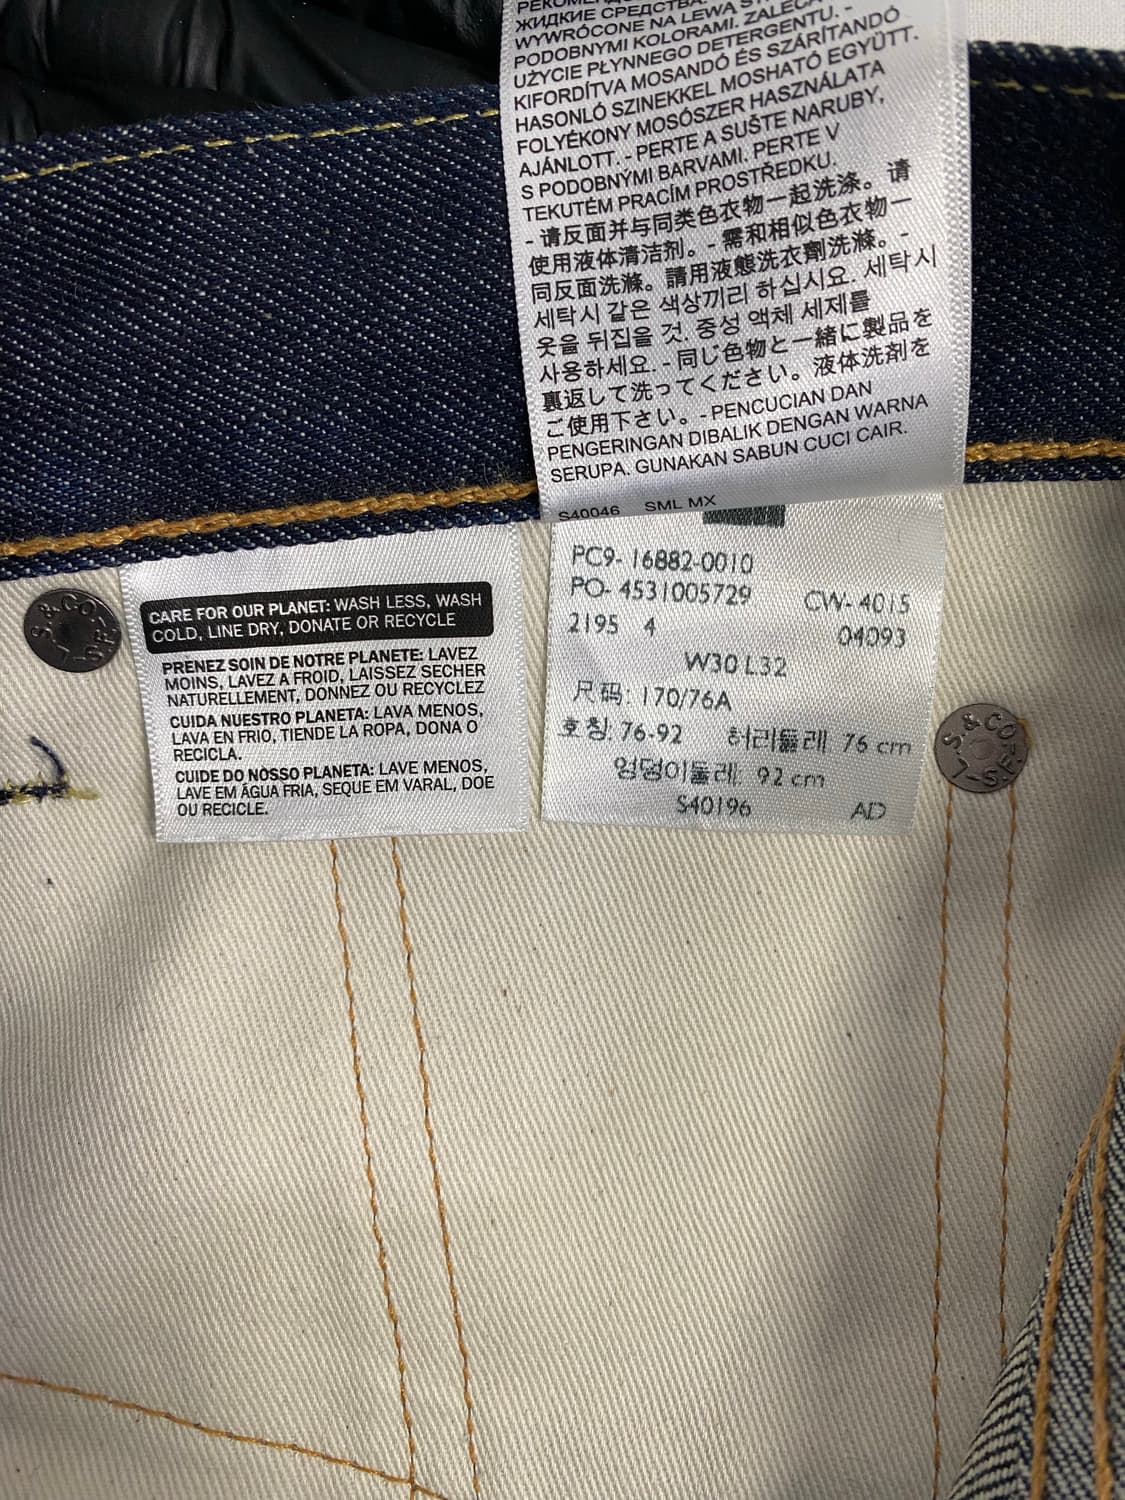 ЖИДКИЕ СРЕДСТВА.
WYWRÓCONE NA LEWĄ
PODOBNYMI KOLORAMI. ZALECA
UŻYCIE PŁYNNEGO DETERGENTU. -
KIFORDÍTVA MOSANDÓ ÉS SZÁRÍTANDÓ
HASONLÓ SZINEKKEL MOSHATÓ EGYÜTT.
FOLYÉKONY MOSÓSZER HASZNÁLATA
AJÁNLOTT. - PERTE A SUŠTE NARUBY,
S PODOBNÝMI BARVAMI. PERTE V
TEKUTÉM PRACÍM PROSTŘEDKU.
- 请反面并与同类色衣物一起洗涤。请
使用液体清洁剂。- 需和相似色衣物一
同反面洗滌。請用液態洗衣劑洗滌。-
세탁시 같은 색상끼리 하십시요. 세탁시
옷을 뒤집을 것. 중성 액체 세제를
사용하세요. - 同じ色物と一緒に製品を
裏返して洗ってください。液体洗剤を
ご使用下さい。- PENCUCIAN DAN
PENGERINGAN DIBALIK DENGAN WARNA
SERUPA. GUNAKAN SABUN CUCI CAIR.
S40046 SML MX
S.&CO. L S.F.
CARE FOR OUR PLANET: WASH LESS, WASH
COLD, LINE DRY, DONATE OR RECYCLE
PRENEZ SOIN DE NOTRE PLANETE: LAVEZ
MOINS, LAVEZ A FROID, LAISSEZ SECHER
NATURELLEMENT, DONNEZ OU RECYCLEZ
CUIDA NUESTRO PLANETA: LAVA MENOS,
LAVA EN FRIO, TIENDE LA ROPA, DONA O
RECICLA.
CUIDE DO NOSSO PLANETA: LAVE MENOS,
LAVE EM ÁGUA FRIA, SEQUE EM VARAL, DOE
OU RECICLE.
PC9- 16882-0010
PO- 4531005729 CW- 4015
2195 4 04093
W30 L32
尺码: 170/76A
호칭: 76-92 허리둘레 76 cm
엉덩이둘레 92 cm
S40196 AD
S.&CO. L S.F.